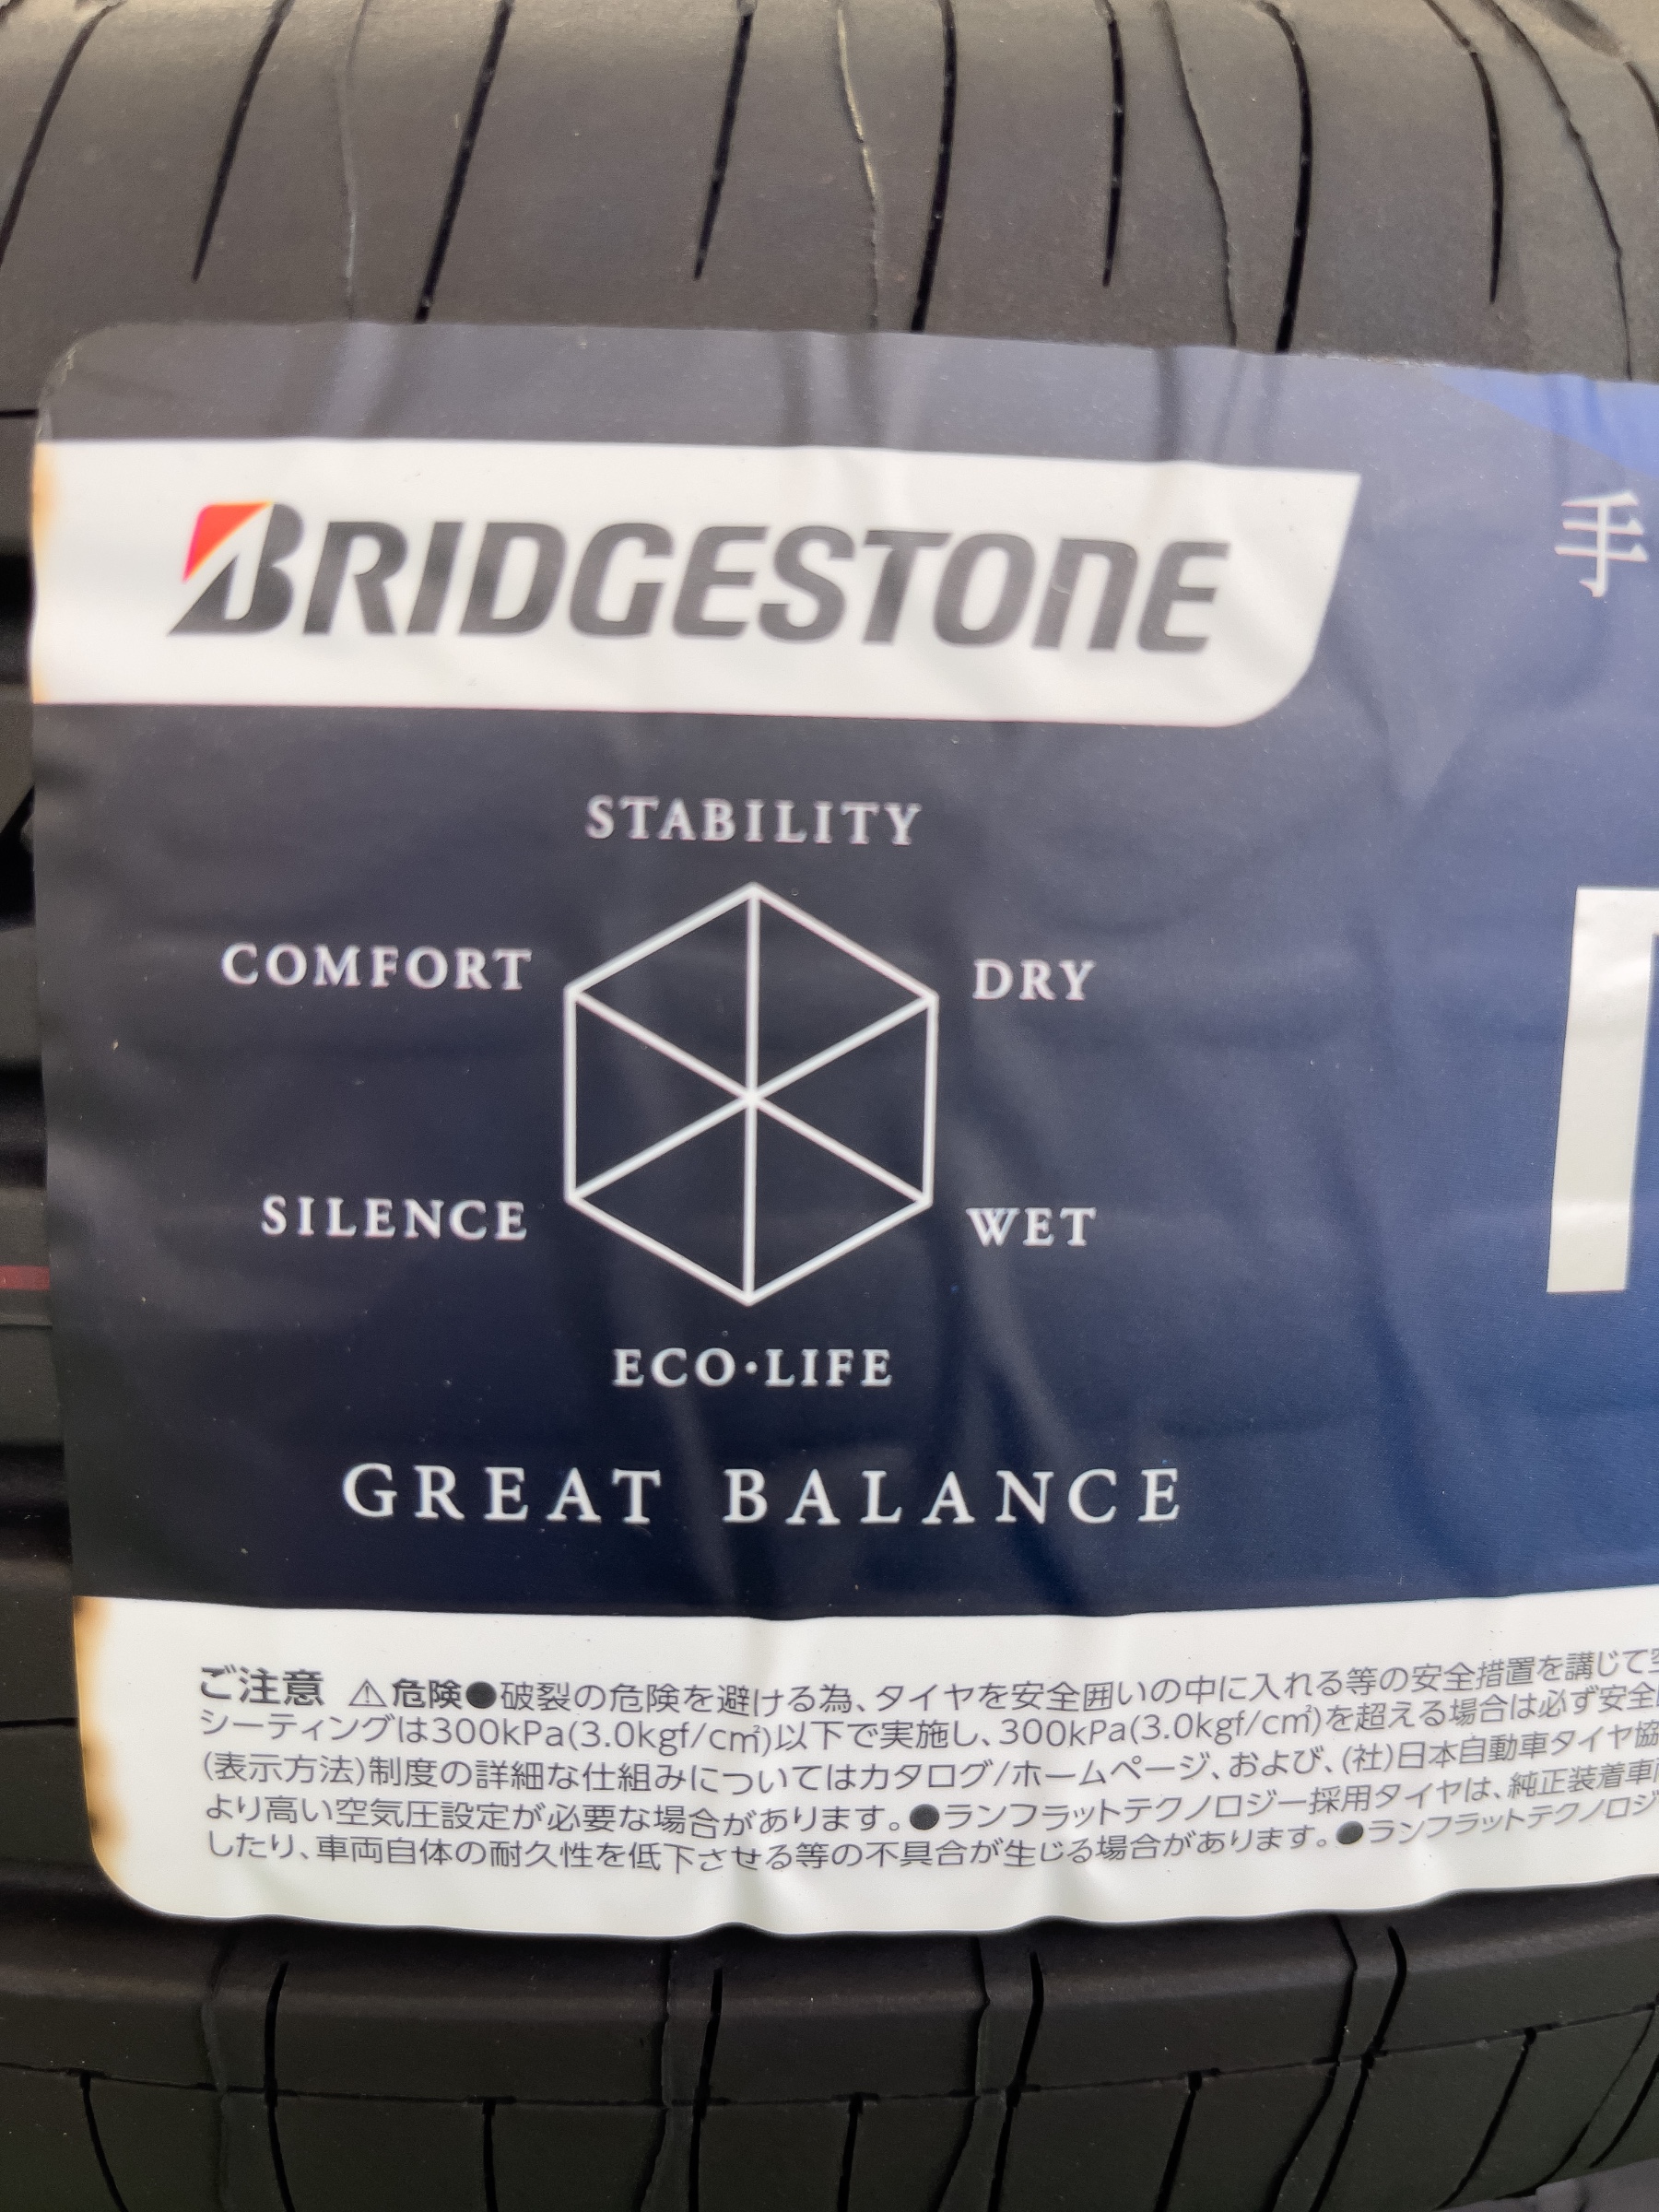 BRIDGESTONE
手
STABILITY
COMFORT
DRY
SILENCE
WET
ECO・LIFE
GREAT BALANCE
ご注意 ⚠危険●破裂の危険を避ける為、タイヤを安全囲いの中に入れる等の安全措置を講じて空
シーティングは300kPa(3.0kgf/c㎡)以下で実施し、300kPa(3.0kgf/c㎡)を超える場合は必ず安全
(表示方法)制度の詳細な仕組みについてはカタログ/ホームページ、および、(社)日本自動車タイヤ協
より高い空気圧設定が必要な場合があります。●ランフラットテクノロジー採用タイヤは、純正装着車両
したり、車両自体の耐久性を低下させる等の不具合が生じる場合があります。●ランフラットテクノロジ